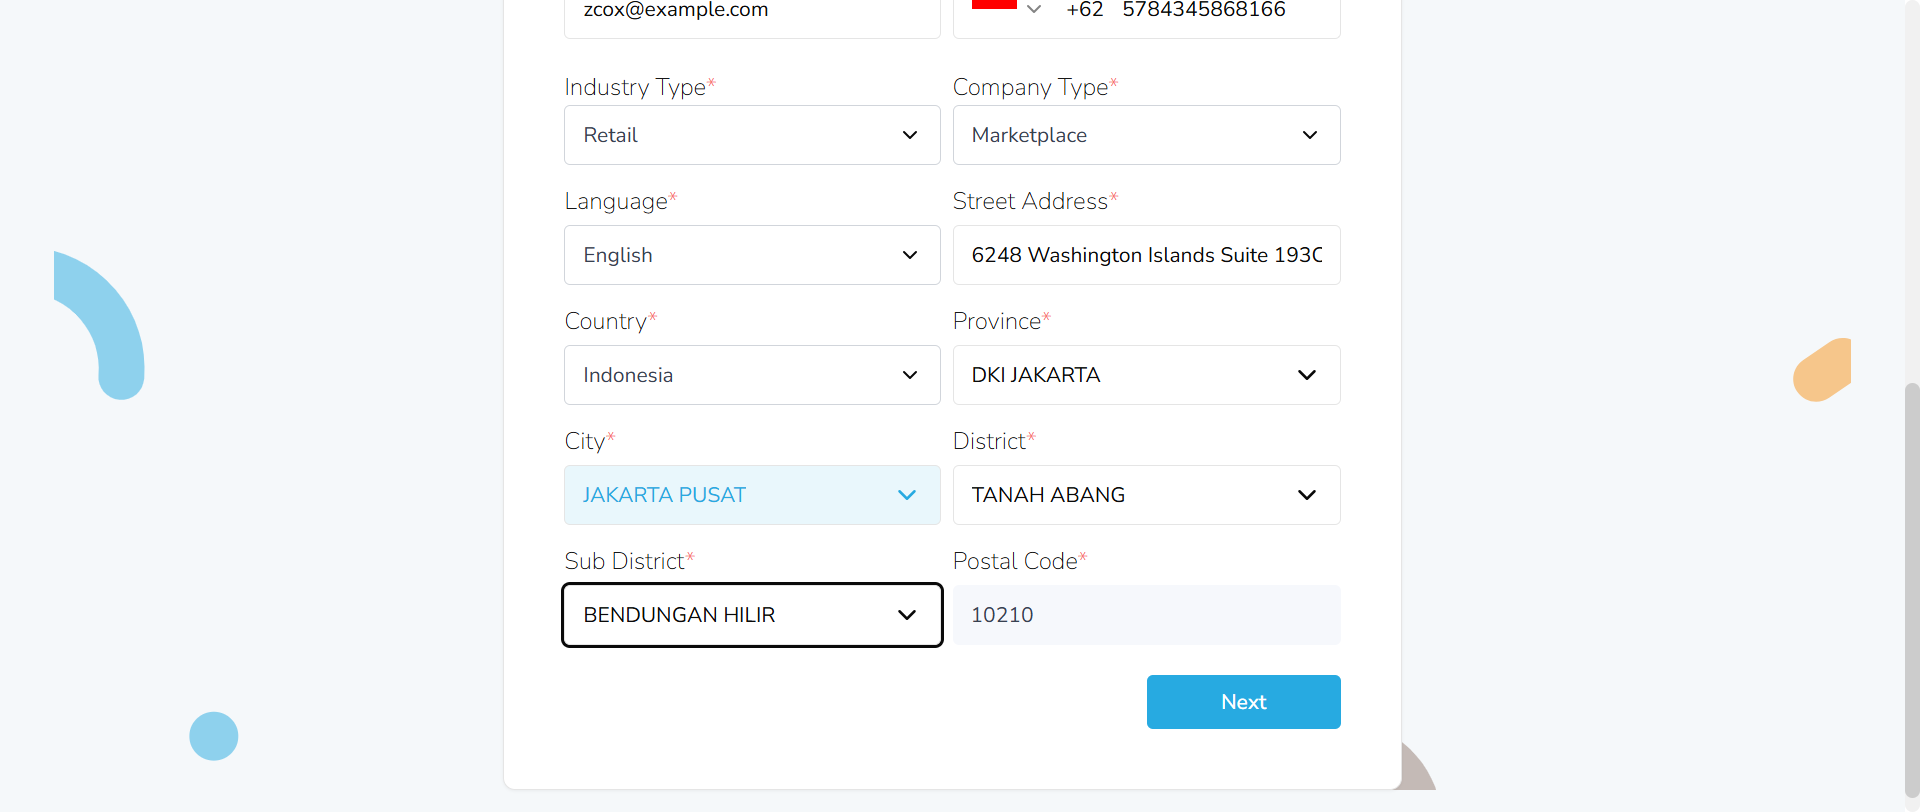 zcox@example.com
+62 5784345868166
Industry Type*
Company Type*
Retail
Marketplace
Language*
Street Address*
English
6248 Washington Islands Suite 193
Country*
Province*
Indonesia
DKI JAKARTA
City*
District*
JAKARTA PUSAT
TANAH ABANG
Sub District*
Postal Code*
BENDUNGAN HILIR
10210
Next